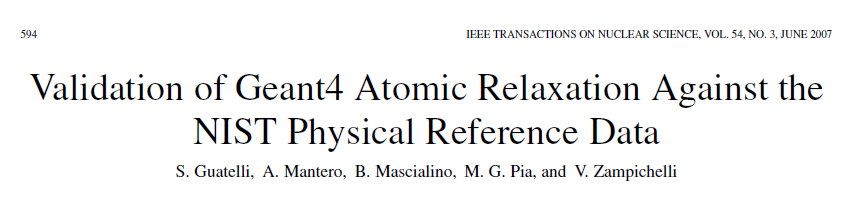 594
IEEE TRANSACTIONS ON NUCLEAR SCIENCE, VOL. 54, NO. 3, JUNE 2007
Validation of Geant4 Atomic Relaxation Against the
NIST Physical Reference Data
S. Guatelli, A. Mantero, B. Mascialino, M. G. Pia, and V. Zampichelli